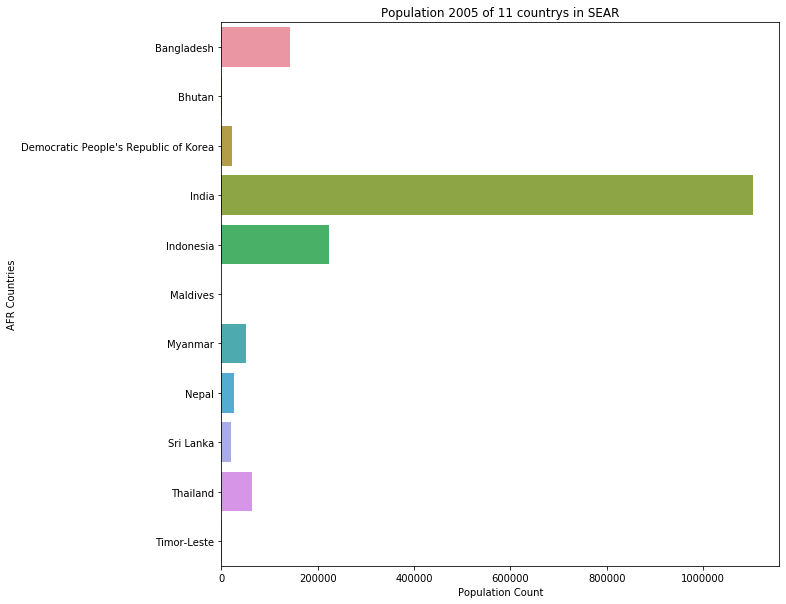 Population 2005 of 11 countrys in SEAR
Bangladesh
Bhutan
Democratic People's Republic of Korea
India
Indonesia
Maldives
Myanmar
Nepal
Sri Lanka
Thailand
Timor-Leste
AFR Countries
0 200000 400000 600000 800000 1000000
Population Count